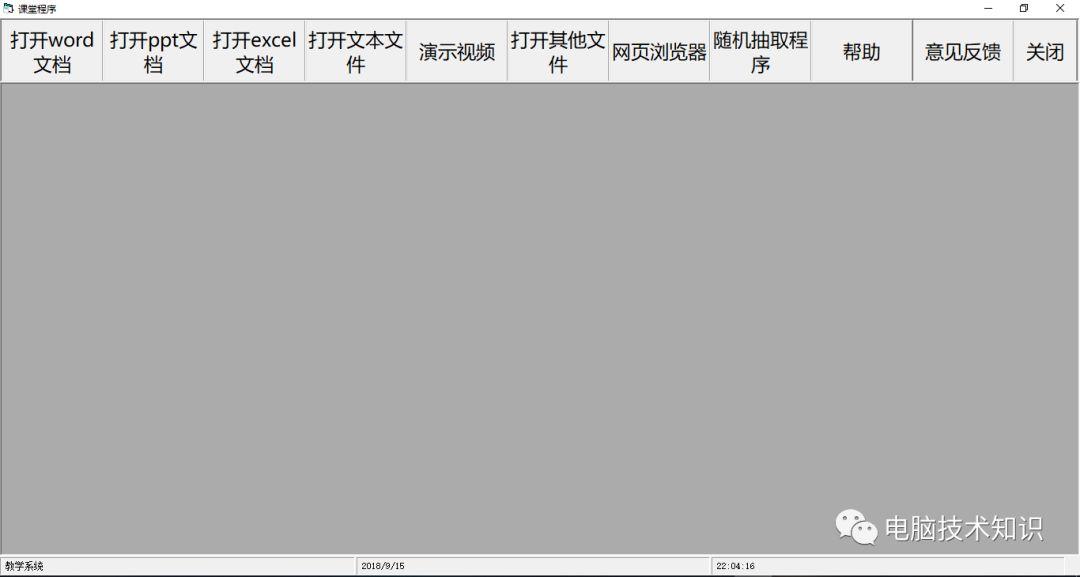 课堂程序
打开word
文档
打开ppt文
档
打开excel
文档
打开文本文
件
演示视频
打开其他文
件
网页浏览器
随机抽取程
序
帮助
意见反馈
关闭
电脑技术知识
教学系统
2018/9/15
22:04:16